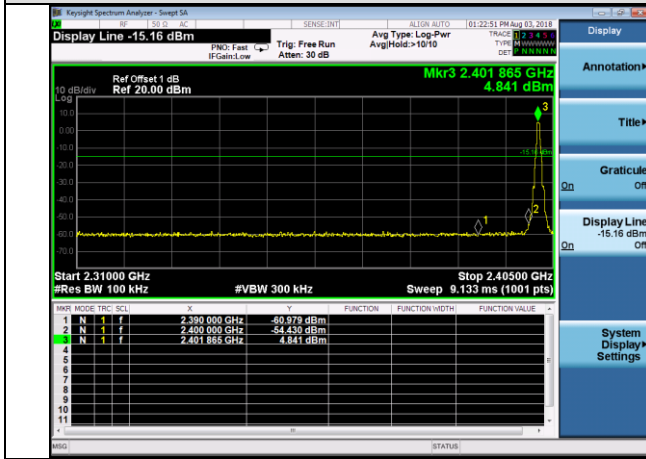 Keysight Spectrum Analyzer - Swept SA
RF 50 Ω AC SENSE:INT ALIGN AUTO 01:22:51 PM Aug 03, 2018
Display Line -15.16 dBm
PNO: Fast
IFGain:Low
Trig: Free Run
Atten: 30 dB
Avg Type: Log-Pwr
Avg|Hold:>10/10
TRACE 1 2 3 4 5 6
TYPE M WWWWW
DET P NNNNN
Ref Offset 1 dB
10 dB/div Ref 20.00 dBm
Log
Mkr3 2.401 865 GHz
4.841 dBm
10.0
0.00
-10.0
-20.0
-30.0
-40.0
-50.0
-60.0
-70.0
-15.16 dBm
3
2
1
Start 2.31000 GHz Stop 2.40500 GHz
#Res BW 100 kHz #VBW 300 kHz Sweep 9.133 ms (1001 pts)
MKR MODE TRC SCL X Y FUNCTION FUNCTION WIDTH FUNCTION VALUE
1 N 1 f 2.390 000 GHz -60.979 dBm
2 N 1 f 2.400 000 GHz -54.430 dBm
3 N 1 f 2.401 865 GHz 4.841 dBm
4
5
6
7
8
9
10
11
MSG STATUS
Display
Annotation
Title
Graticule
On Off
Display Line
-15.16 dBm
On Off
System
Display
Settings